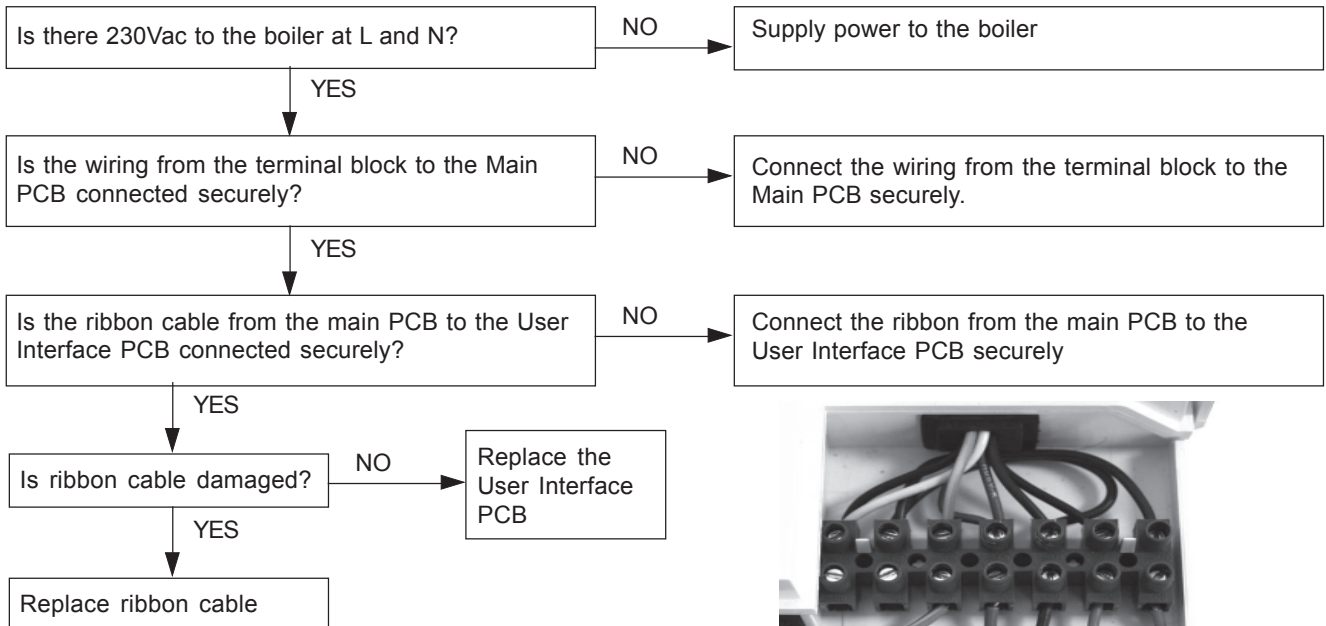 Is there 230Vac to the boiler at L and N?
NO
Supply power to the boiler
YES
Is the wiring from the terminal block to the Main
PCB connected securely?
NO
Connect the wiring from the terminal block to the
Main PCB securely.
YES
Is the ribbon cable from the main PCB to the User
Interface PCB connected securely?
NO
Connect the ribbon from the main PCB to the
User Interface PCB securely
YES
Is ribbon cable damaged?
NO
Replace the
User Interface
PCB
YES
Replace ribbon cable